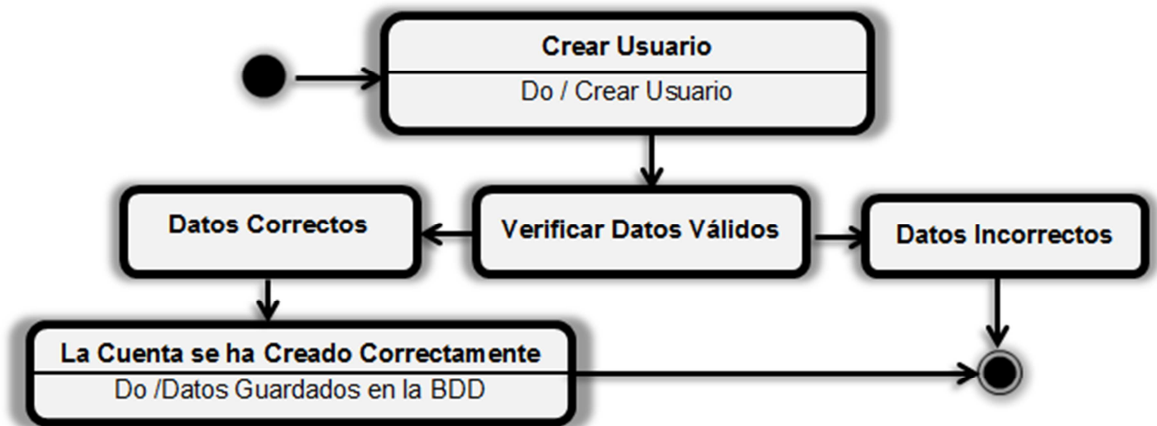 Crear Usuario
Do / Crear Usuario
Datos Correctos
Verificar Datos Válidos
Datos Incorrectos
La Cuenta se ha Creado Correctamente
Do /Datos Guardados en la BDD